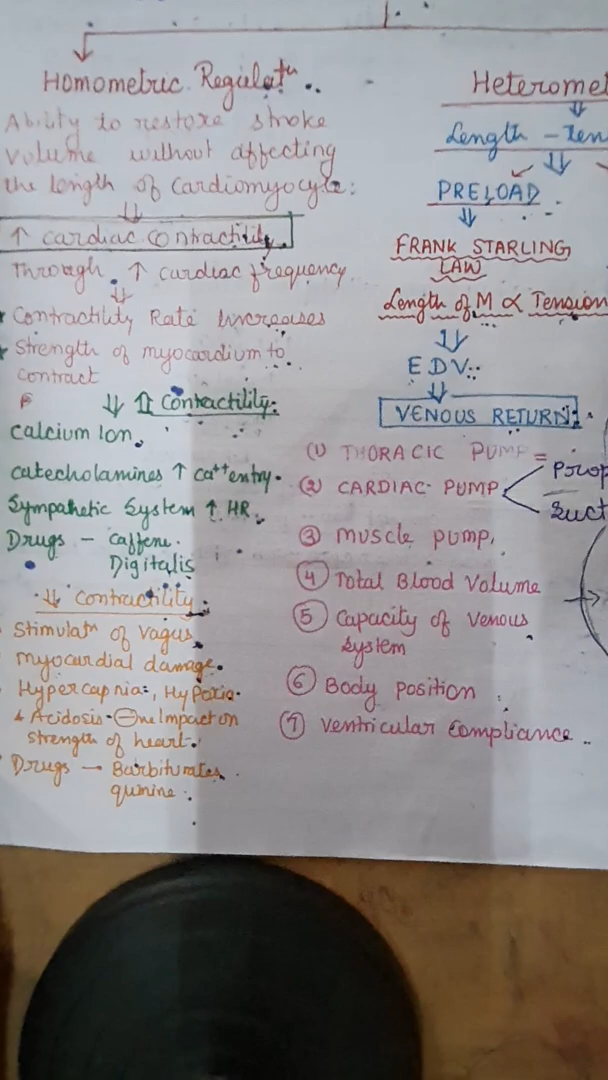 Homometric Regulatn
Ability to restore stroke
volume without affecting
the length of Cardiomyocyte:
↑ cardiac contractility
Through ↑ cardiac frequency
* Contractility Rate Increases
* Strength of myocardium to
contract
⇑ Contractility:
Calcium Ion.
catecholamines ↑ Ca++ entry.
Sympathetic System ↑ HR.
Drugs - caffene.
Digitalis
↓ Contractility
Stimulatn of vagus
myocardial damage.
Hypercapnia, Hypoxia.
& Acidosis - ⊖ve Impact on
strength of heart.
Drugs → Barbiturates
quinine
Heteromet
Length - Ten
PRELOAD
FRANK STARLING
LAW
Length of M ∝ Tension
EDV
VENOUS RETURN
(1) THORACIC PUMP =
(2) CARDIAC PUMP
Prop
Suct
(3) muscle pump,
(4) Total Blood Volume
(5) Capacity of Venous
System
(6) Body position
(7) Ventricular Compliance